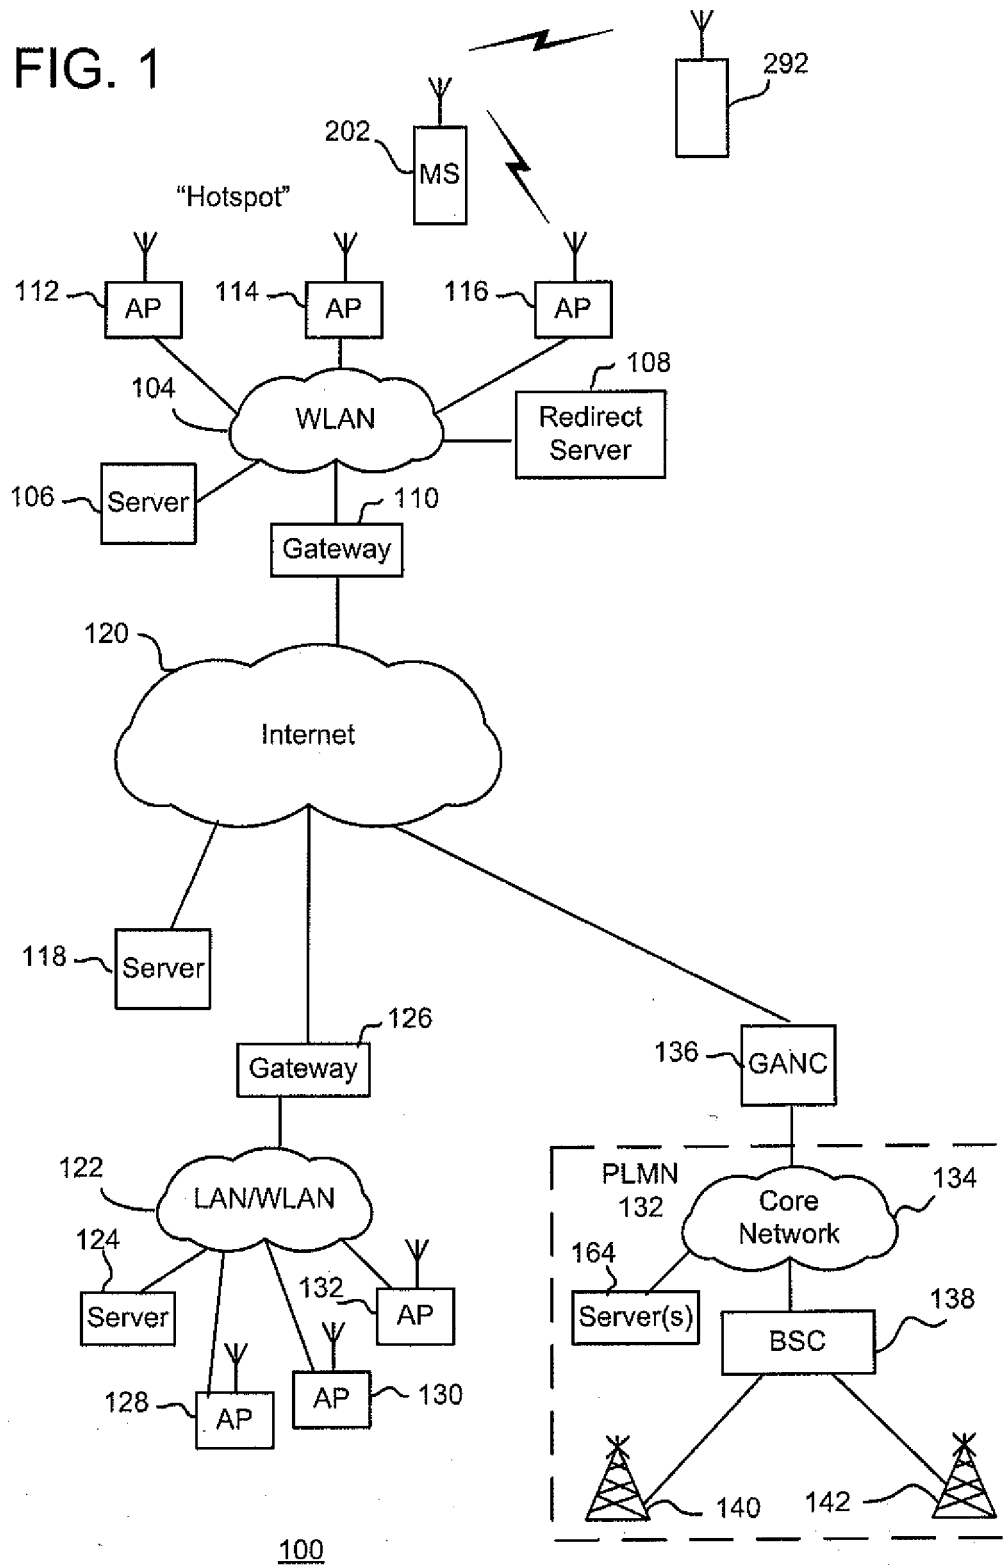 FIG. 1
292
202
MS
"Hotspot"
112
AP
114
AP
116
AP
104
WLAN
108
Redirect
Server
106
Server
110
Gateway
120
Internet
118
Server
126
Gateway
136
GANC
122
LAN/WLAN
PLMN
132
Core
Network
134
124
Server
132
AP
164
Server(s)
BSC
138
128
AP
AP
130
140
142
100